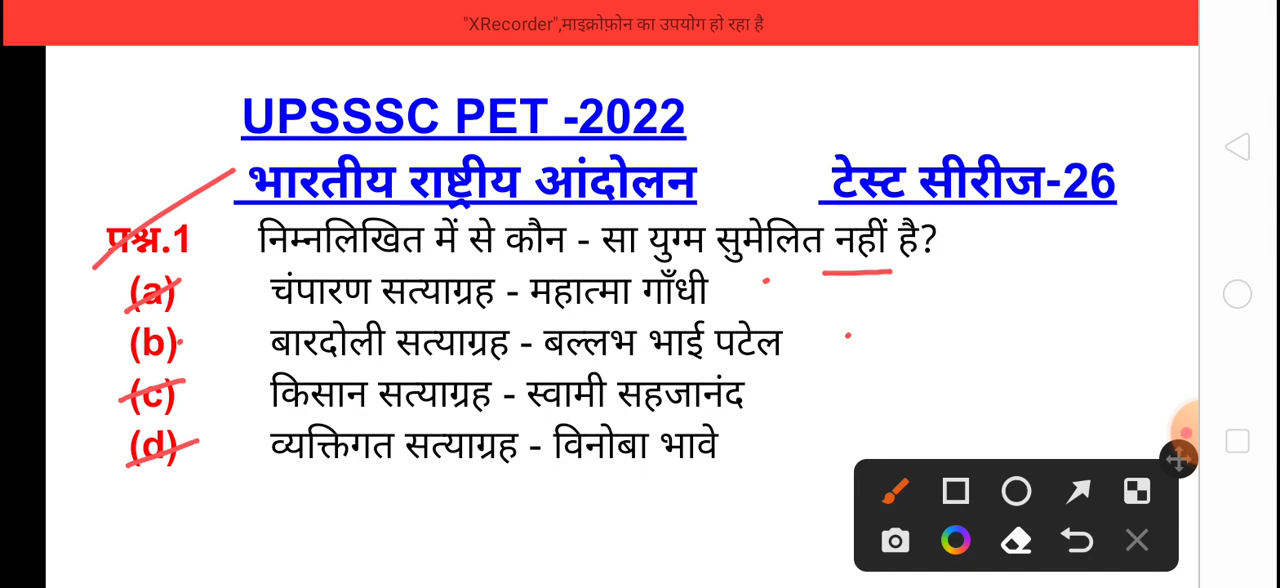 "XRecorder",माइक्रोफ़ोन का उपयोग हो रहा है
UPSSSC PET -2022
भारतीय राष्ट्रीय आंदोलन टेस्ट सीरीज-26
प्रश्न.1 निम्नलिखित में से कौन - सा युग्म सुमेलित नहीं है?
(a) चंपारण सत्याग्रह - महात्मा गाँधी
(b) बारदोली सत्याग्रह - बल्लभ भाई पटेल
(c) किसान सत्याग्रह - स्वामी सहजानंद
(d) व्यक्तिगत सत्याग्रह - विनोबा भावे